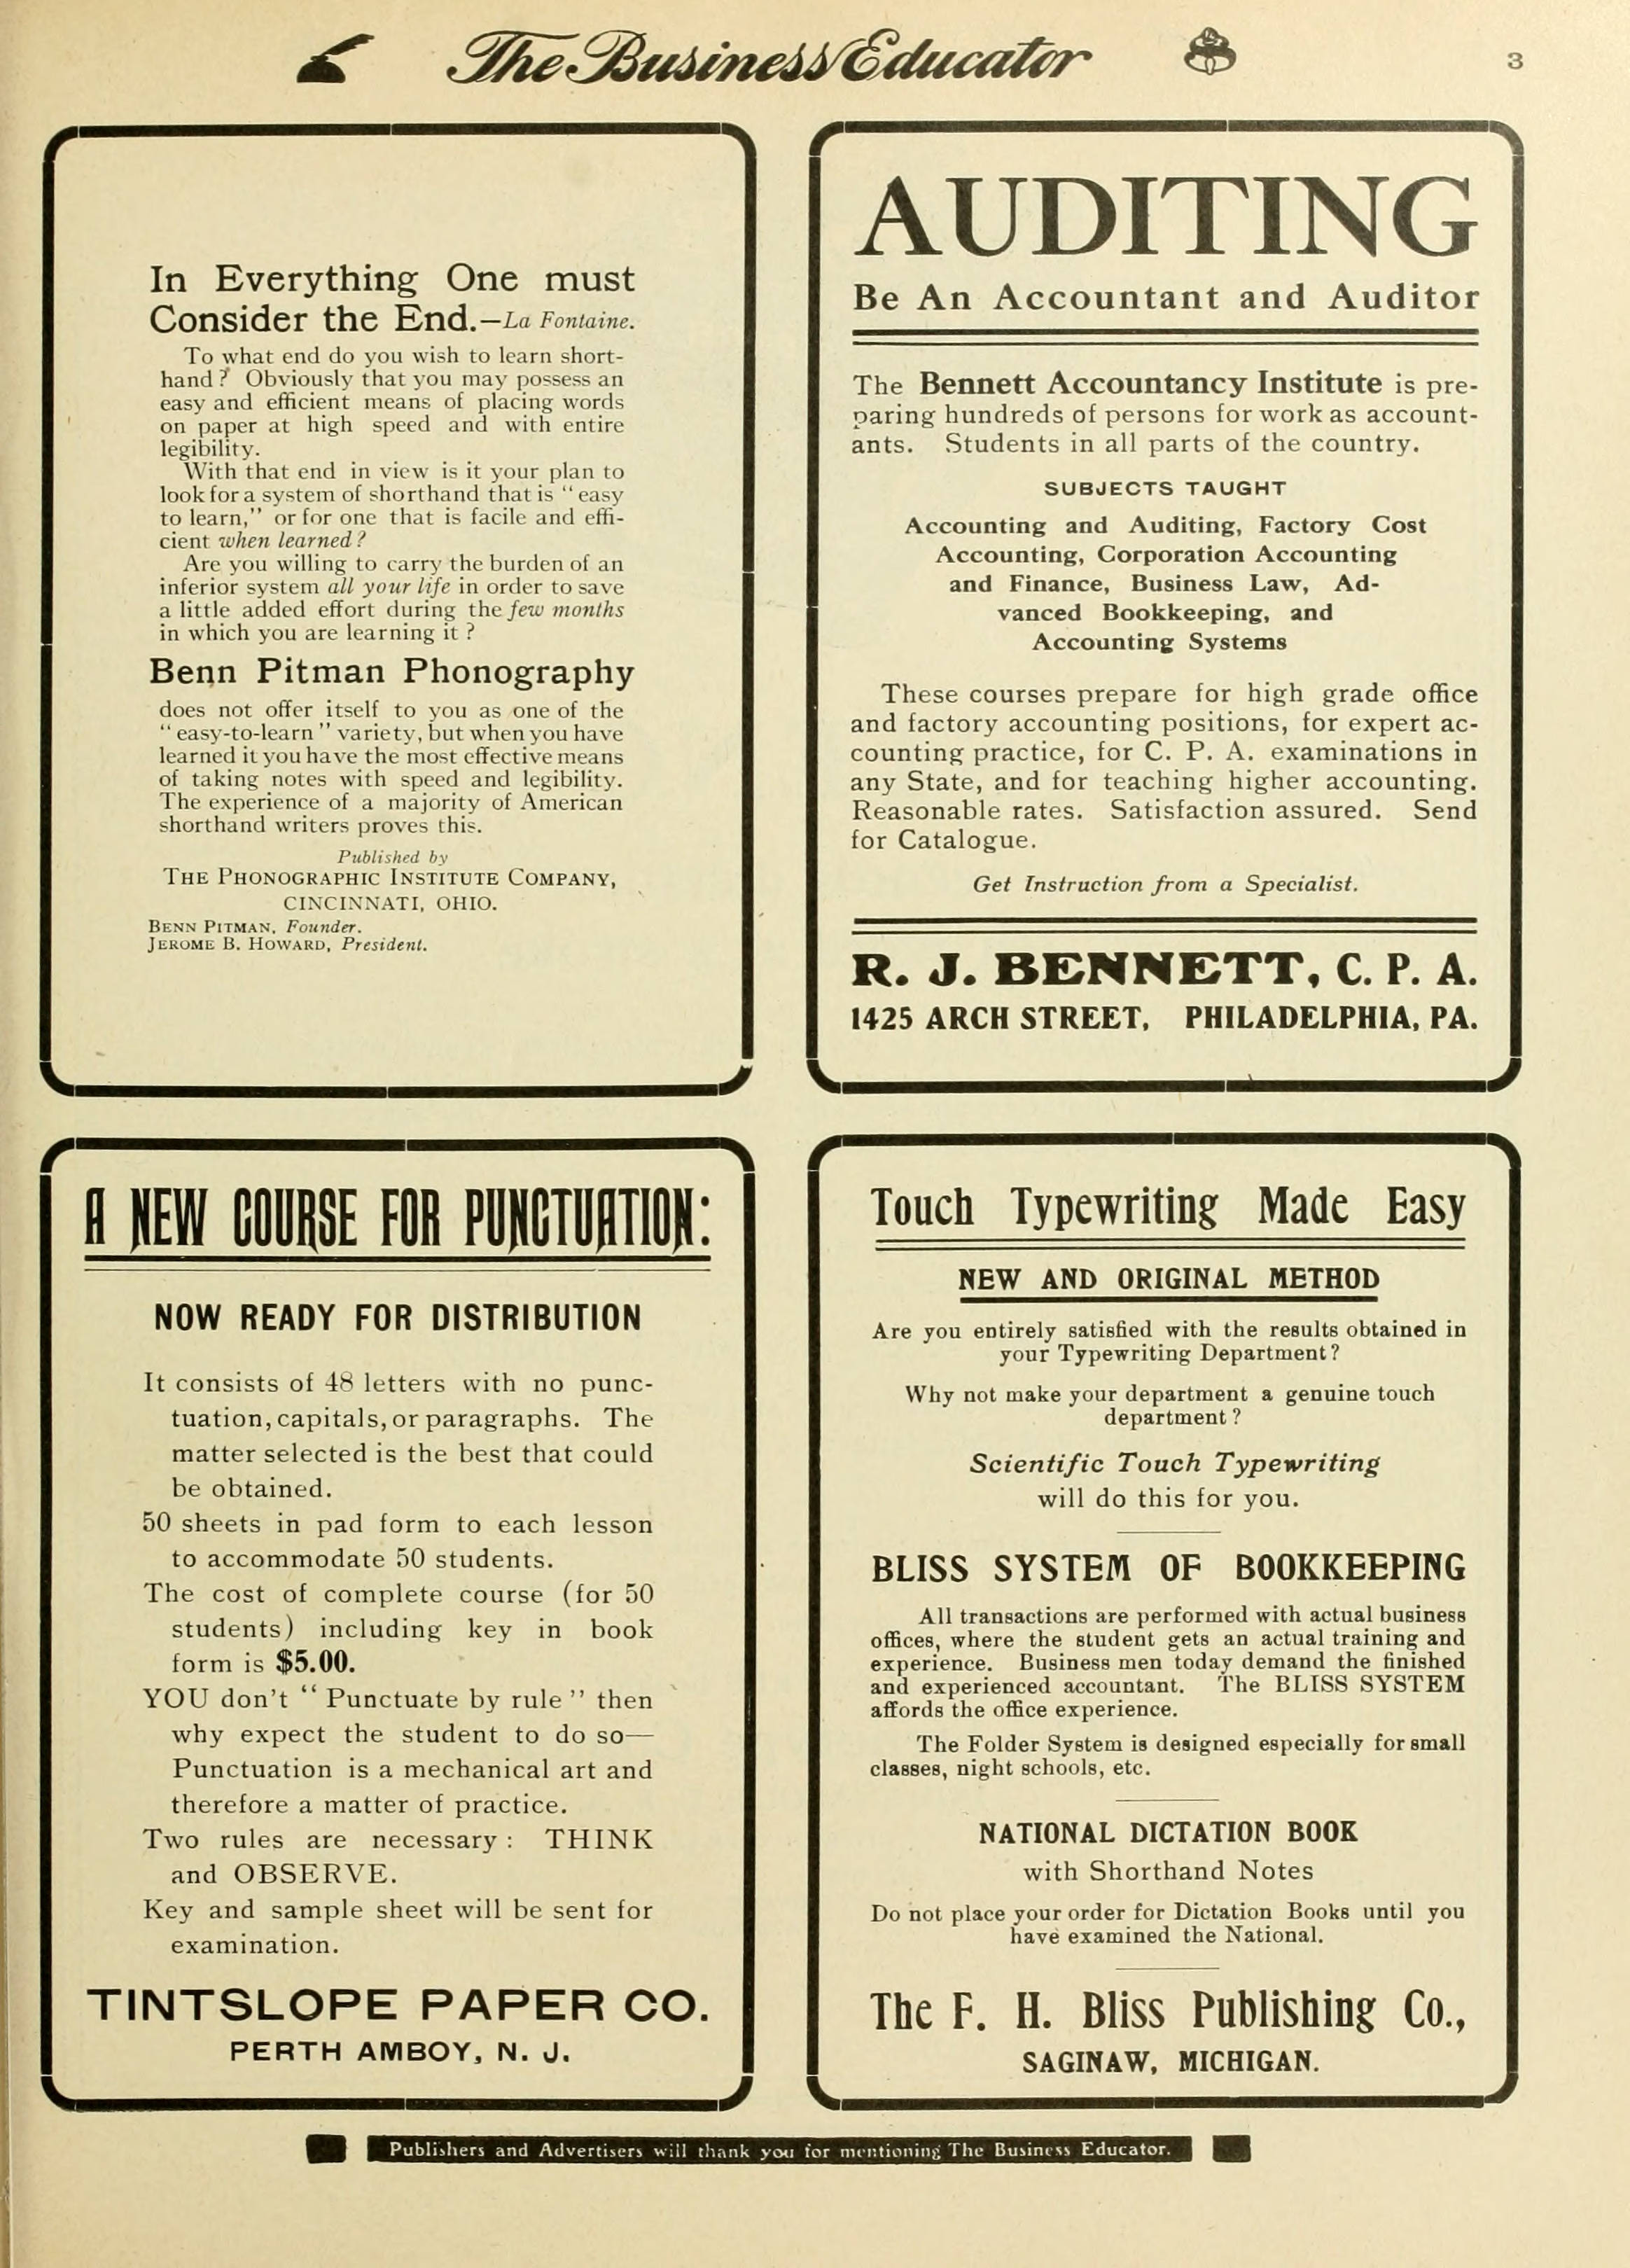 The Business Educator
3
In Everything One must
Consider the End.—La Fontaine.
To what end do you wish to learn short-
hand? Obviously that you may possess an
easy and efficient means of placing words
on paper at high speed and with entire
legibility.
With that end in view is it your plan to
look for a system of shorthand that is "easy
to learn," or for one that is facile and effi-
cient when learned?
Are you willing to carry the burden of an
inferior system all your life in order to save
a little added effort during the few months
in which you are learning it?
Benn Pitman Phonography
does not offer itself to you as one of the
"easy-to-learn" variety, but when you have
learned it you have the most effective means
of taking notes with speed and legibility.
The experience of a majority of American
shorthand writers proves this.
Published by
THE PHONOGRAPHIC INSTITUTE COMPANY,
CINCINNATI, OHIO.
BENN PITMAN, Founder.
JEROME B. HOWARD, President.
AUDITING
Be An Accountant and Auditor
The Bennett Accountancy Institute is pre-
paring hundreds of persons for work as account-
ants. Students in all parts of the country.
SUBJECTS TAUGHT
Accounting and Auditing, Factory Cost
Accounting, Corporation Accounting
and Finance, Business Law, Ad-
vanced Bookkeeping, and
Accounting Systems
These courses prepare for high grade office
and factory accounting positions, for expert ac-
counting practice, for C. P. A. examinations in
any State, and for teaching higher accounting.
Reasonable rates. Satisfaction assured. Send
for Catalogue.
Get Instruction from a Specialist.
R. J. BENNETT, C. P. A.
1425 ARCH STREET, PHILADELPHIA, PA.
A NEW COURSE FOR PUNCTUATION:
NOW READY FOR DISTRIBUTION
It consists of 48 letters with no punc-
tuation, capitals, or paragraphs. The
matter selected is the best that could
be obtained.
50 sheets in pad form to each lesson
to accommodate 50 students.
The cost of complete course (for 50
students) including key in book
form is $5.00.
YOU don't "Punctuate by rule" then
why expect the student to do so—
Punctuation is a mechanical art and
therefore a matter of practice.
Two rules are necessary: THINK
and OBSERVE.
Key and sample sheet will be sent for
examination.
TINTSLOPE PAPER CO.
PERTH AMBOY, N. J.
Touch Typewriting Made Easy
NEW AND ORIGINAL METHOD
Are you entirely satisfied with the results obtained in
your Typewriting Department?
Why not make your department a genuine touch
department?
Scientific Touch Typewriting
will do this for you.
BLISS SYSTEM OF BOOKKEEPING
All transactions are performed with actual business
offices, where the student gets an actual training and
experience. Business men today demand the finished
and experienced accountant. The BLISS SYSTEM
affords the office experience.
The Folder System is designed especially for small
classes, night schools, etc.
NATIONAL DICTATION BOOK
with Shorthand Notes
Do not place your order for Dictation Books until you
have examined the National.
The F. H. Bliss Publishing Co.,
SAGINAW, MICHIGAN.
Publishers and Advertisers will thank you for mentioning The Business Educator.